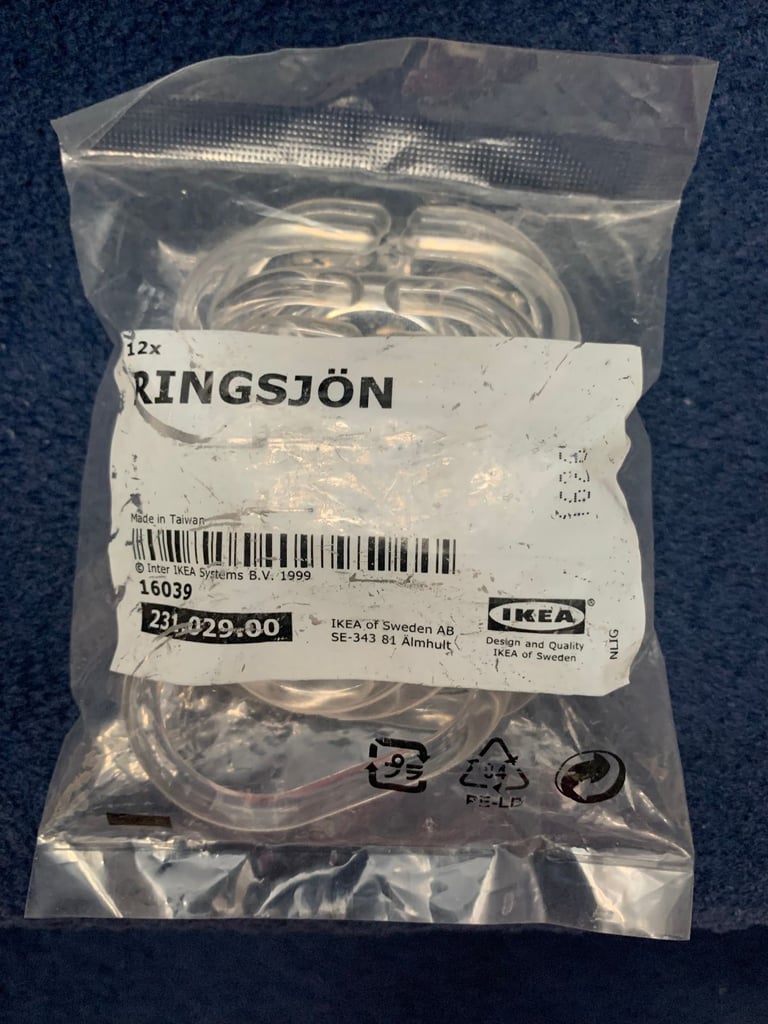 12x
RINGSJÖN
Made in Taiwan
© Inter IKEA Systems B.V. 1999
16039
231.029.00
IKEA of Sweden AB
SE-343 81 Älmhult
IKEA®
Design and Quality
IKEA of Sweden
NLIG
04
PE-LD